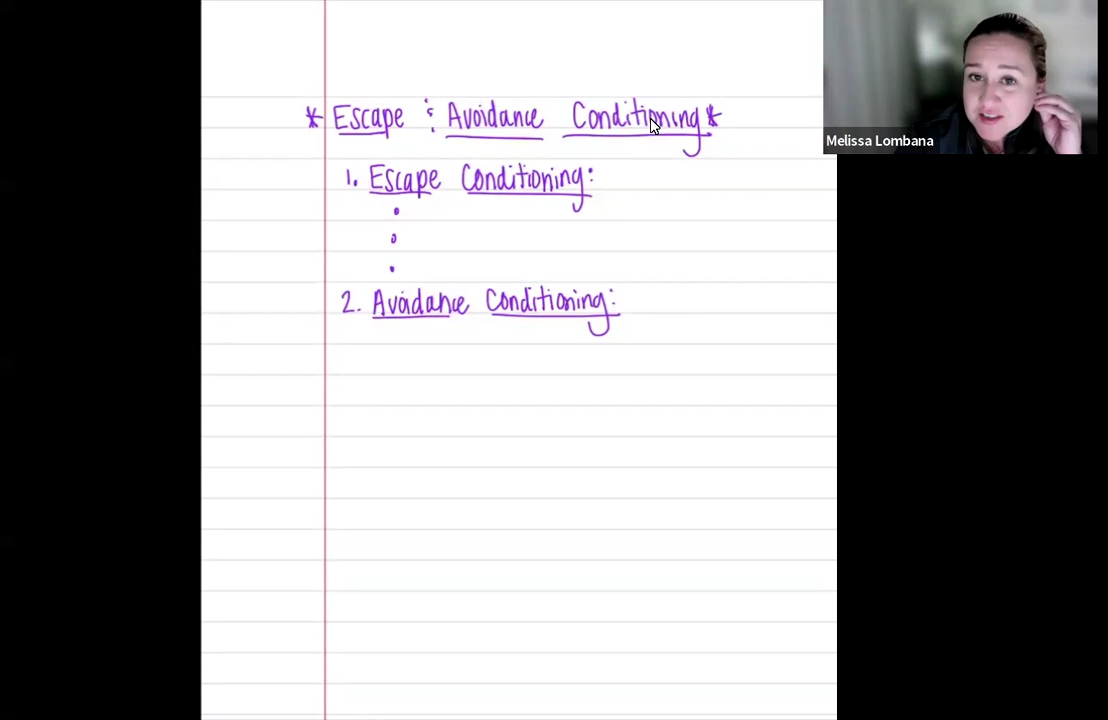 * Escape & Avoidance Conditioning *
1. Escape Conditioning:
•
•
•
2. Avoidance Conditioning:
Melissa Lombana